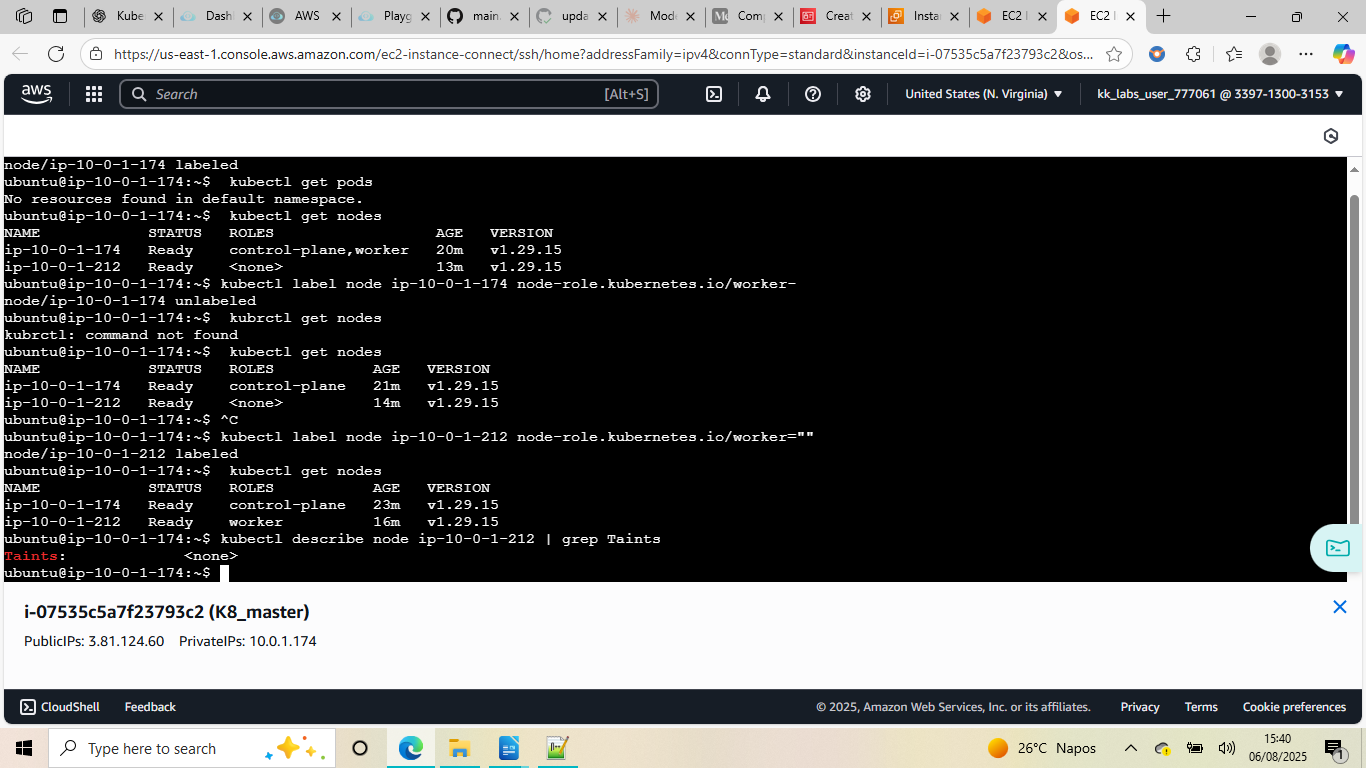 Kube
Dashl
AWS
Playg
main.
upda
Mode
Com
Creat
Insta
EC2 I
EC2 I
https://us-east-1.console.aws.amazon.com/ec2-instance-connect/ssh/home?addressFamily=ipv4&connType=standard&instanceId=i-07535c5a7f23793c2&os...
aws
Search
[Alt+S]
United States (N. Virginia)
kk_labs_user_777061 @ 3397-1300-3153
node/ip-10-0-1-174 labeled
ubuntu@ip-10-0-1-174:~$  kubectl get pods
No resources found in default namespace.
ubuntu@ip-10-0-1-174:~$  kubectl get nodes
NAME            STATUS   ROLES                  AGE   VERSION
ip-10-0-1-174   Ready    control-plane,worker   20m   v1.29.15
ip-10-0-1-212   Ready    <none>                 13m   v1.29.15
ubuntu@ip-10-0-1-174:~$ kubectl label node ip-10-0-1-174 node-role.kubernetes.io/worker-
node/ip-10-0-1-174 unlabeled
ubuntu@ip-10-0-1-174:~$  kubrctl get nodes
kubrctl: command not found
ubuntu@ip-10-0-1-174:~$  kubectl get nodes
NAME            STATUS   ROLES           AGE   VERSION
ip-10-0-1-174   Ready    control-plane   21m   v1.29.15
ip-10-0-1-212   Ready    <none>          14m   v1.29.15
ubuntu@ip-10-0-1-174:~$ ^C
ubuntu@ip-10-0-1-174:~$ kubectl label node ip-10-0-1-212 node-role.kubernetes.io/worker=""
node/ip-10-0-1-212 labeled
ubuntu@ip-10-0-1-174:~$  kubectl get nodes
NAME            STATUS   ROLES           AGE   VERSION
ip-10-0-1-174   Ready    control-plane   23m   v1.29.15
ip-10-0-1-212   Ready    worker          16m   v1.29.15
ubuntu@ip-10-0-1-174:~$ kubectl describe node ip-10-0-1-212 | grep Taints
Taints:             <none>
ubuntu@ip-10-0-1-174:~$
i-07535c5a7f23793c2 (K8_master)
PublicIPs: 3.81.124.60    PrivateIPs: 10.0.1.174
CloudShell
Feedback
© 2025, Amazon Web Services, Inc. or its affiliates.
Privacy
Terms
Cookie preferences
Type here to search
26°C Napos
15:40
06/08/2025
1